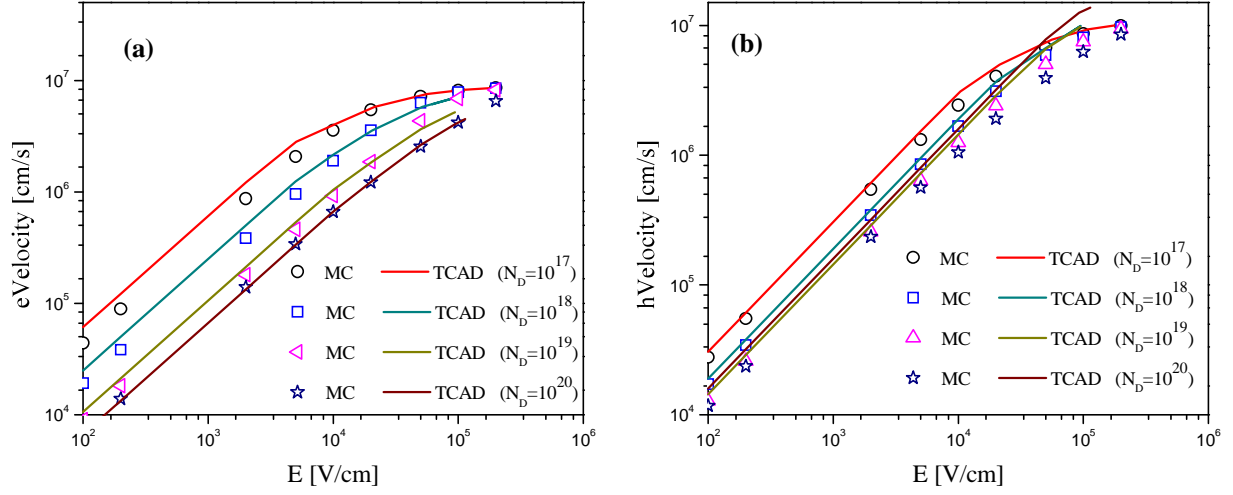 (a)
eVelocity [cm/s]
10^7
10^6
10^5
10^4
MC TCAD (N_D=10^17)
MC TCAD (N_D=10^18)
MC TCAD (N_D=10^19)
MC TCAD (N_D=10^20)
10^2 10^3 10^4 10^5 10^6
E [V/cm]
(b)
hVelocity [cm/s]
10^7
10^6
10^5
10^4
MC TCAD (N_D=10^17)
MC TCAD (N_D=10^18)
MC TCAD (N_D=10^19)
MC TCAD (N_D=10^20)
10^2 10^3 10^4 10^5 10^6
E [V/cm]